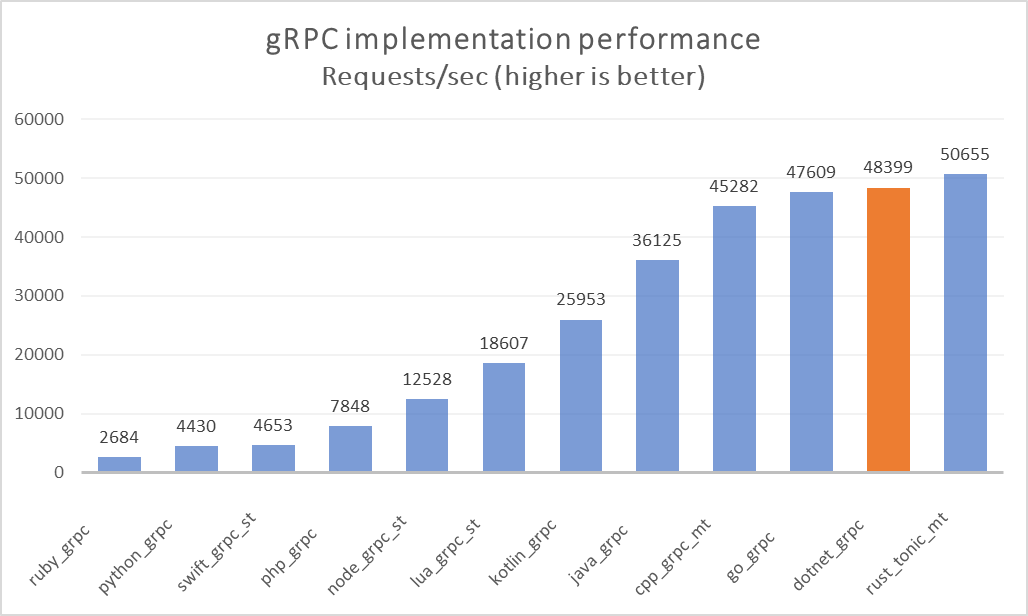 gRPC implementation performance
Requests/sec (higher is better)
60000
50000
40000
30000
20000
10000
0
2684
4430
4653
7848
12528
18607
25953
36125
45282
47609
48399
50655
ruby_grpc
python_grpc
swift_grpc_st
php_grpc
node_grpc_st
lua_grpc_st
kotlin_grpc
java_grpc
cpp_grpc_mt
go_grpc
dotnet_grpc
rust_tonic_mt